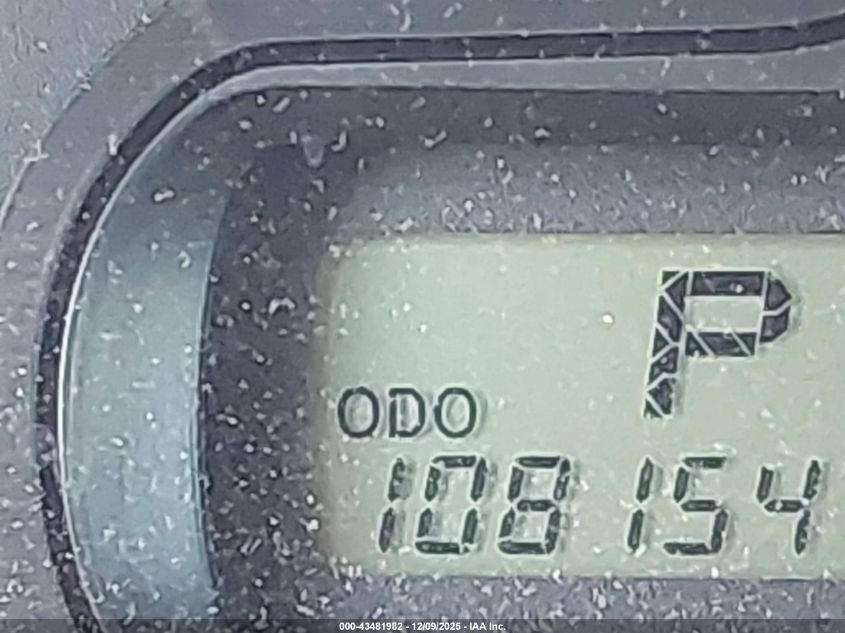 P
ODO
108154
000-43481982 - 12/09/2025 - IAA Inc.